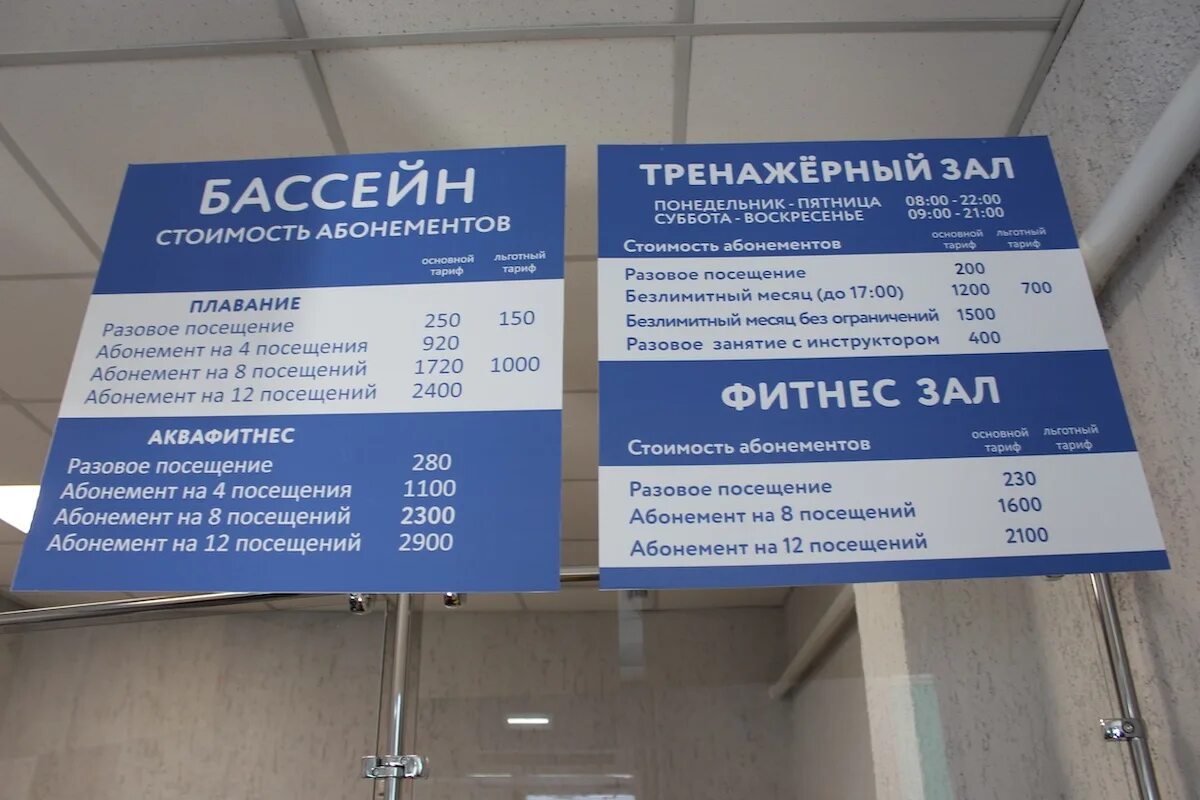 БАССЕЙН
СТОИМОСТЬ АБОНЕМЕНТОВ
основной тариф льготный тариф
ПЛАВАНИЕ
Разовое посещение 250 150
Абонемент на 4 посещения 920
Абонемент на 8 посещений 1720 1000
Абонемент на 12 посещений 2400
АКВАФИТНЕС
Разовое посещение 280
Абонемент на 4 посещения 1100
Абонемент на 8 посещений 2300
Абонемент на 12 посещений 2900
ТРЕНАЖЁРНЫЙ ЗАЛ
ПОНЕДЕЛЬНИК - ПЯТНИЦА 08:00 - 22:00
СУББОТА - ВОСКРЕСЕНЬЕ 09:00 - 21:00
Стоимость абонементов основной тариф льготный тариф
Разовое посещение 200
Безлимитный месяц (до 17:00) 1200 700
Безлимитный месяц без ограничений 1500
Разовое занятие с инструктором 400
ФИТНЕС ЗАЛ
Стоимость абонементов основной тариф льготный тариф
Разовое посещение 230
Абонемент на 8 посещений 1600
Абонемент на 12 посещений 2100